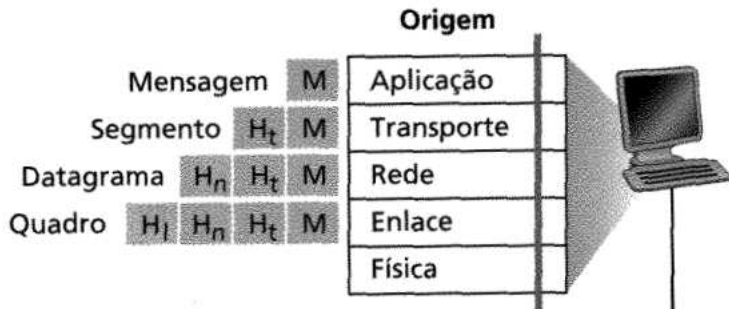 Origem
Mensagem M Aplicação
Segmento Ht M Transporte
Datagrama Hn Ht M Rede
Quadro Hl Hn Ht M Enlace
Física